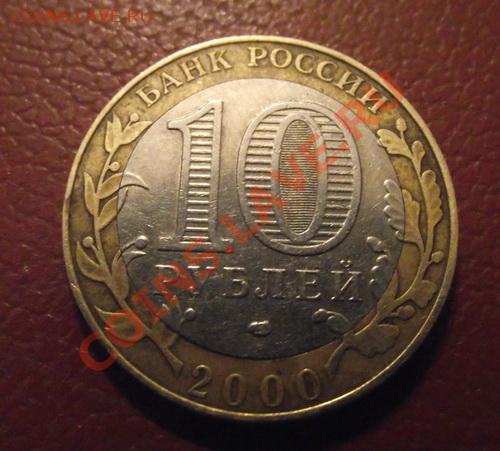 COINS.LAVE.RU
БАНК РОССИИ
10
РУБЛЕЙ
2000
COINS.LAVE.RU